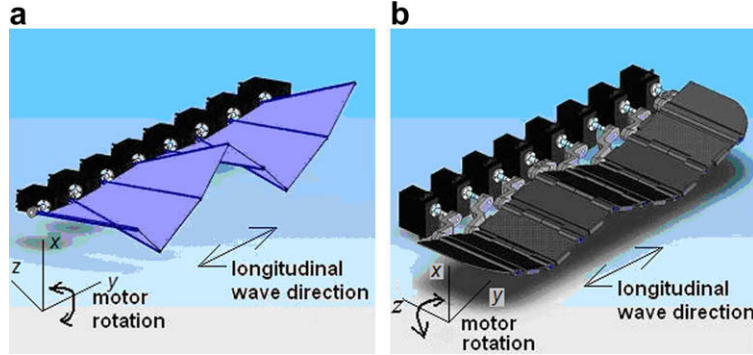 a
b
x
z
y
longitudinal
wave direction
motor
rotation
x
z
y
longitudinal
wave direction
motor
rotation